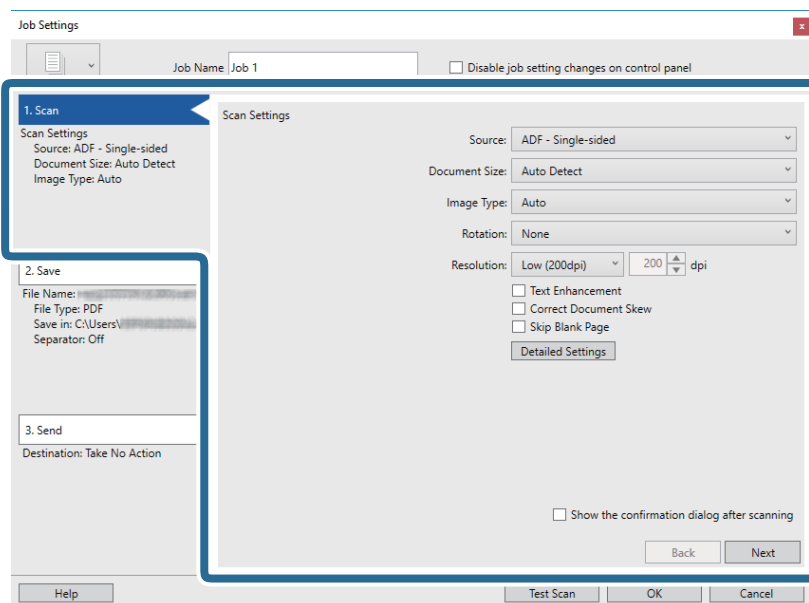 Job Settings
x
Job Name Job 1
Disable job setting changes on control panel
1. Scan
Scan Settings
Source: ADF - Single-sided
Document Size: Auto Detect
Image Type: Auto
2. Save
File Name:
File Type: PDF
Save in: C:\Users\
Separator: Off
3. Send
Destination: Take No Action
Scan Settings
Source: ADF - Single-sided
Document Size: Auto Detect
Image Type: Auto
Rotation: None
Resolution: Low (200dpi) 200 dpi
Text Enhancement
Correct Document Skew
Skip Blank Page
Detailed Settings
Show the confirmation dialog after scanning
Back Next
Help Test Scan OK Cancel